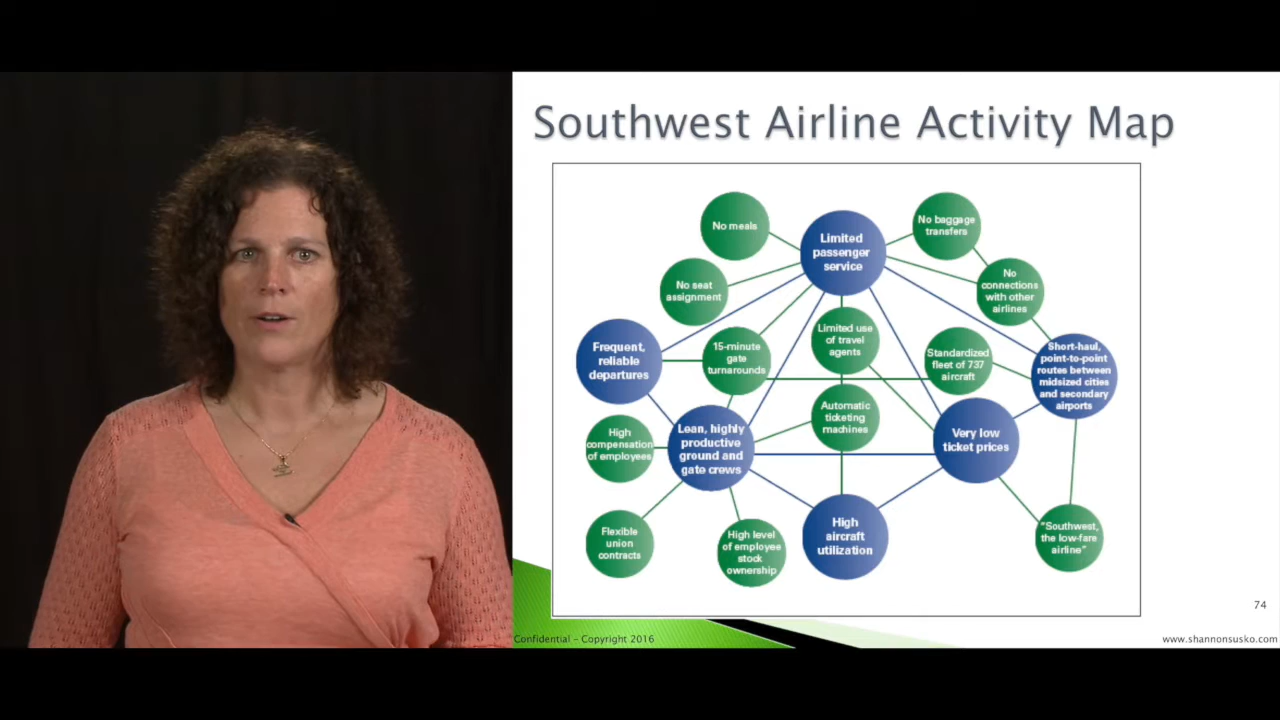 Southwest Airline Activity Map
No meals
Limited
passenger
service
No baggage
transfers
No seat
assignment
No
connections
with other
airlines
Frequent,
reliable
departures
15-minute
gate
turnarounds
Limited use
of travel
agents
Standardized
fleet of 737
aircraft
Short-haul,
point-to-point
routes between
midsized cities
and secondary
airports
High
compensation
of employees
Lean, highly
productive
ground and
gate crews
Automatic
ticketing
machines
Very low
ticket prices
Flexible
union
contracts
High level
of employee
stock
ownership
High
aircraft
utilization
"Southwest,
the low-fare
airline"
74
Confidential - Copyright 2016
www.shannonsusko.com